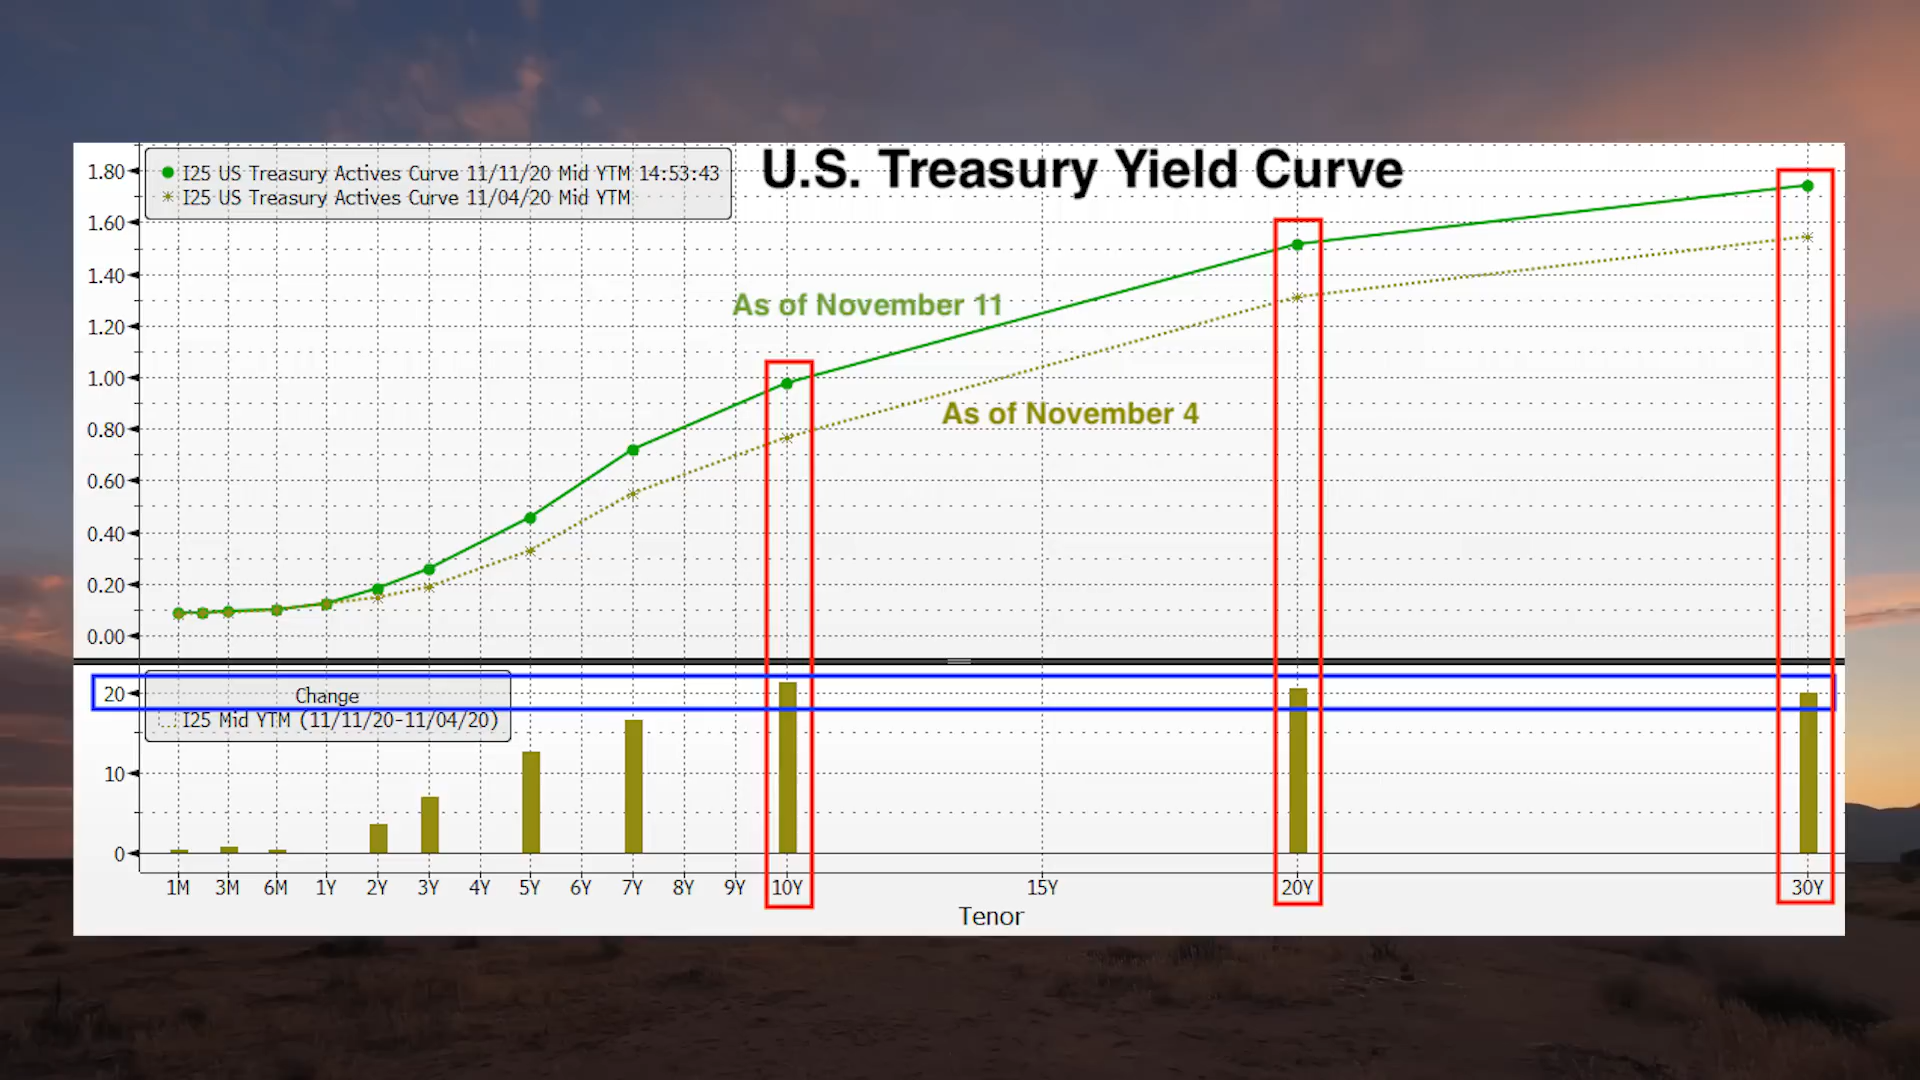 U.S. Treasury Yield Curve
I25 US Treasury Actives Curve 11/11/20 Mid YTM 14:53:43
I25 US Treasury Actives Curve 11/04/20 Mid YTM
1.80
1.60
1.40
1.20
1.00
0.80
0.60
0.40
0.20
0.00
As of November 11
As of November 4
20
10
0
Change
I25 Mid YTM (11/11/20-11/04/20)
1M 3M 6M 1Y 2Y 3Y 4Y 5Y 6Y 7Y 8Y 9Y 10Y 15Y 20Y 30Y
Tenor